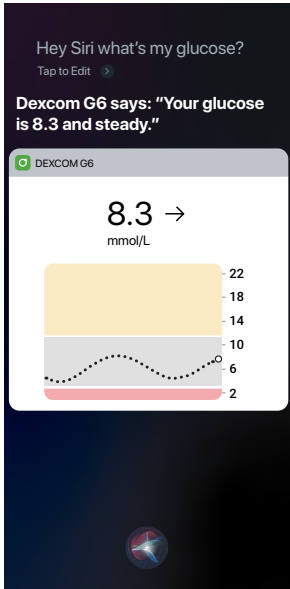 Hey Siri what's my glucose?
Tap to Edit
Dexcom G6 says: “Your glucose
is 8.3 and steady.”
DEXCOM G6
8.3 →
mmol/L
22
18
14
10
6
2